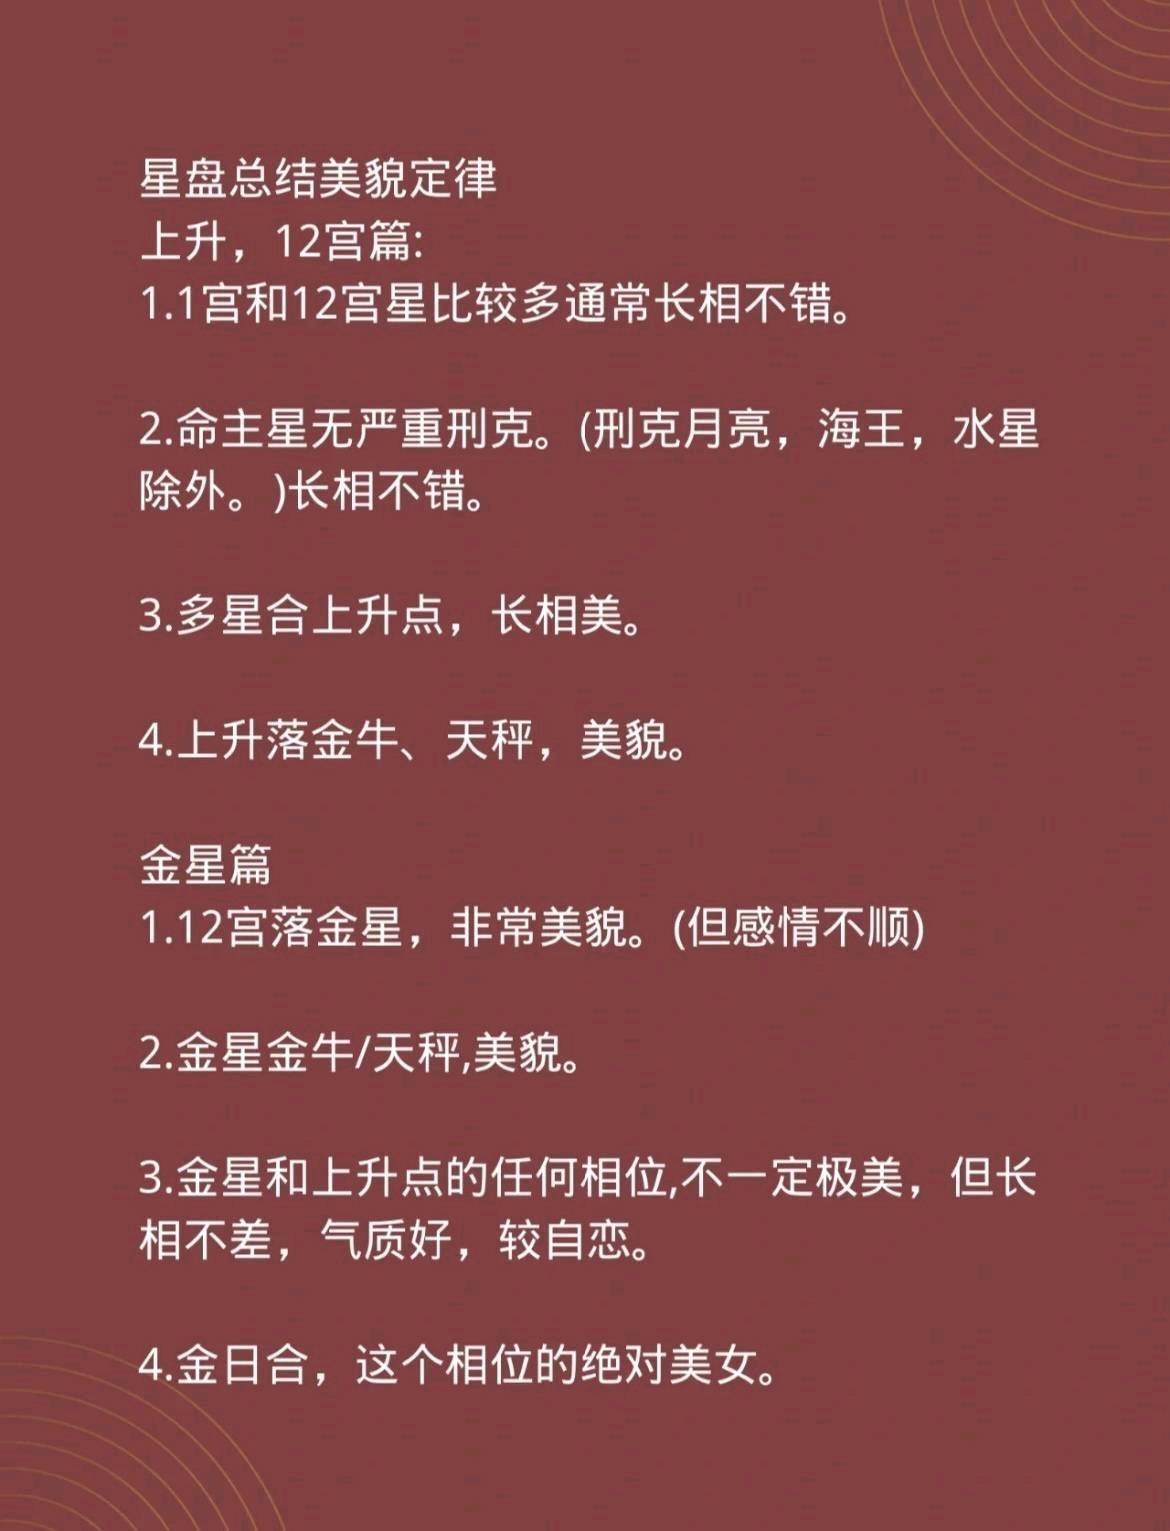 星盘总结美貌定律
上升，12宫篇:
1.1宫和12宫星比较多通常长相不错。
2.命主星无严重刑克。(刑克月亮，海王，水星
除外。)长相不错。
3.多星合上升点，长相美。
4.上升落金牛、天秤，美貌。
金星篇
1.12宫落金星，非常美貌。(但感情不顺)
2.金星金牛/天秤,美貌。
3.金星和上升点的任何相位,不一定极美，但长
相不差，气质好，较自恋。
4.金日合，这个相位的绝对美女。